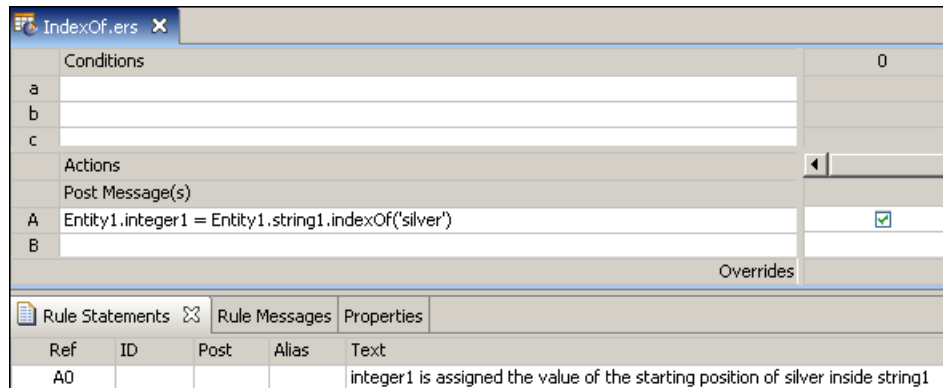 IndexOf.ers
Conditions 0
a
b
c
Actions
Post Message(s)
A Entity1.integer1 = Entity1.string1.indexOf('silver')
B
Overrides
Rule Statements Rule Messages Properties
Ref ID Post Alias Text
A0 integer1 is assigned the value of the starting position of silver inside string1